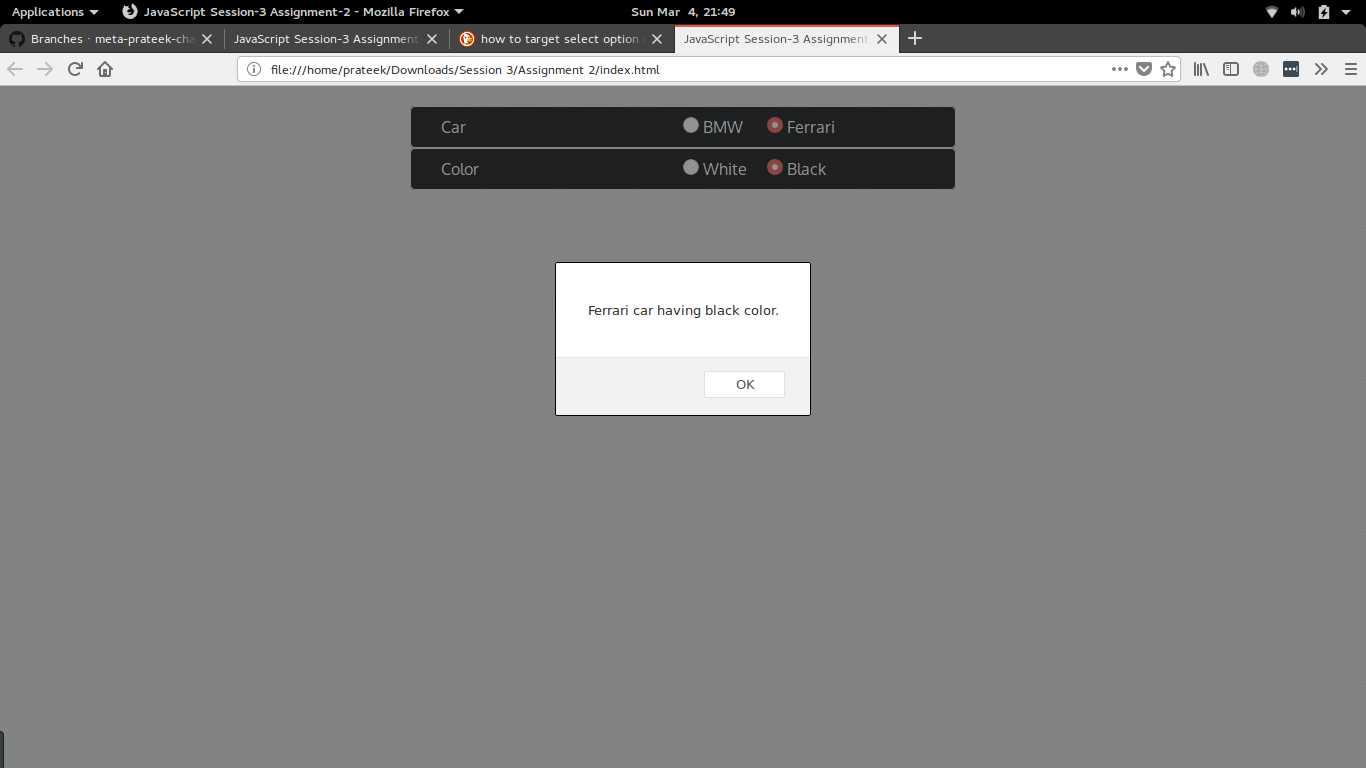 Applications JavaScript Session-3 Assignment-2 - Mozilla Firefox Sun Mar 4, 21:49
Branches · meta-prateek-cha JavaScript Session-3 Assignment how to target select option JavaScript Session-3 Assignment
file:///home/prateek/Downloads/Session 3/Assignment 2/index.html
Car BMW Ferrari
Color White Black
Ferrari car having black color.
OK